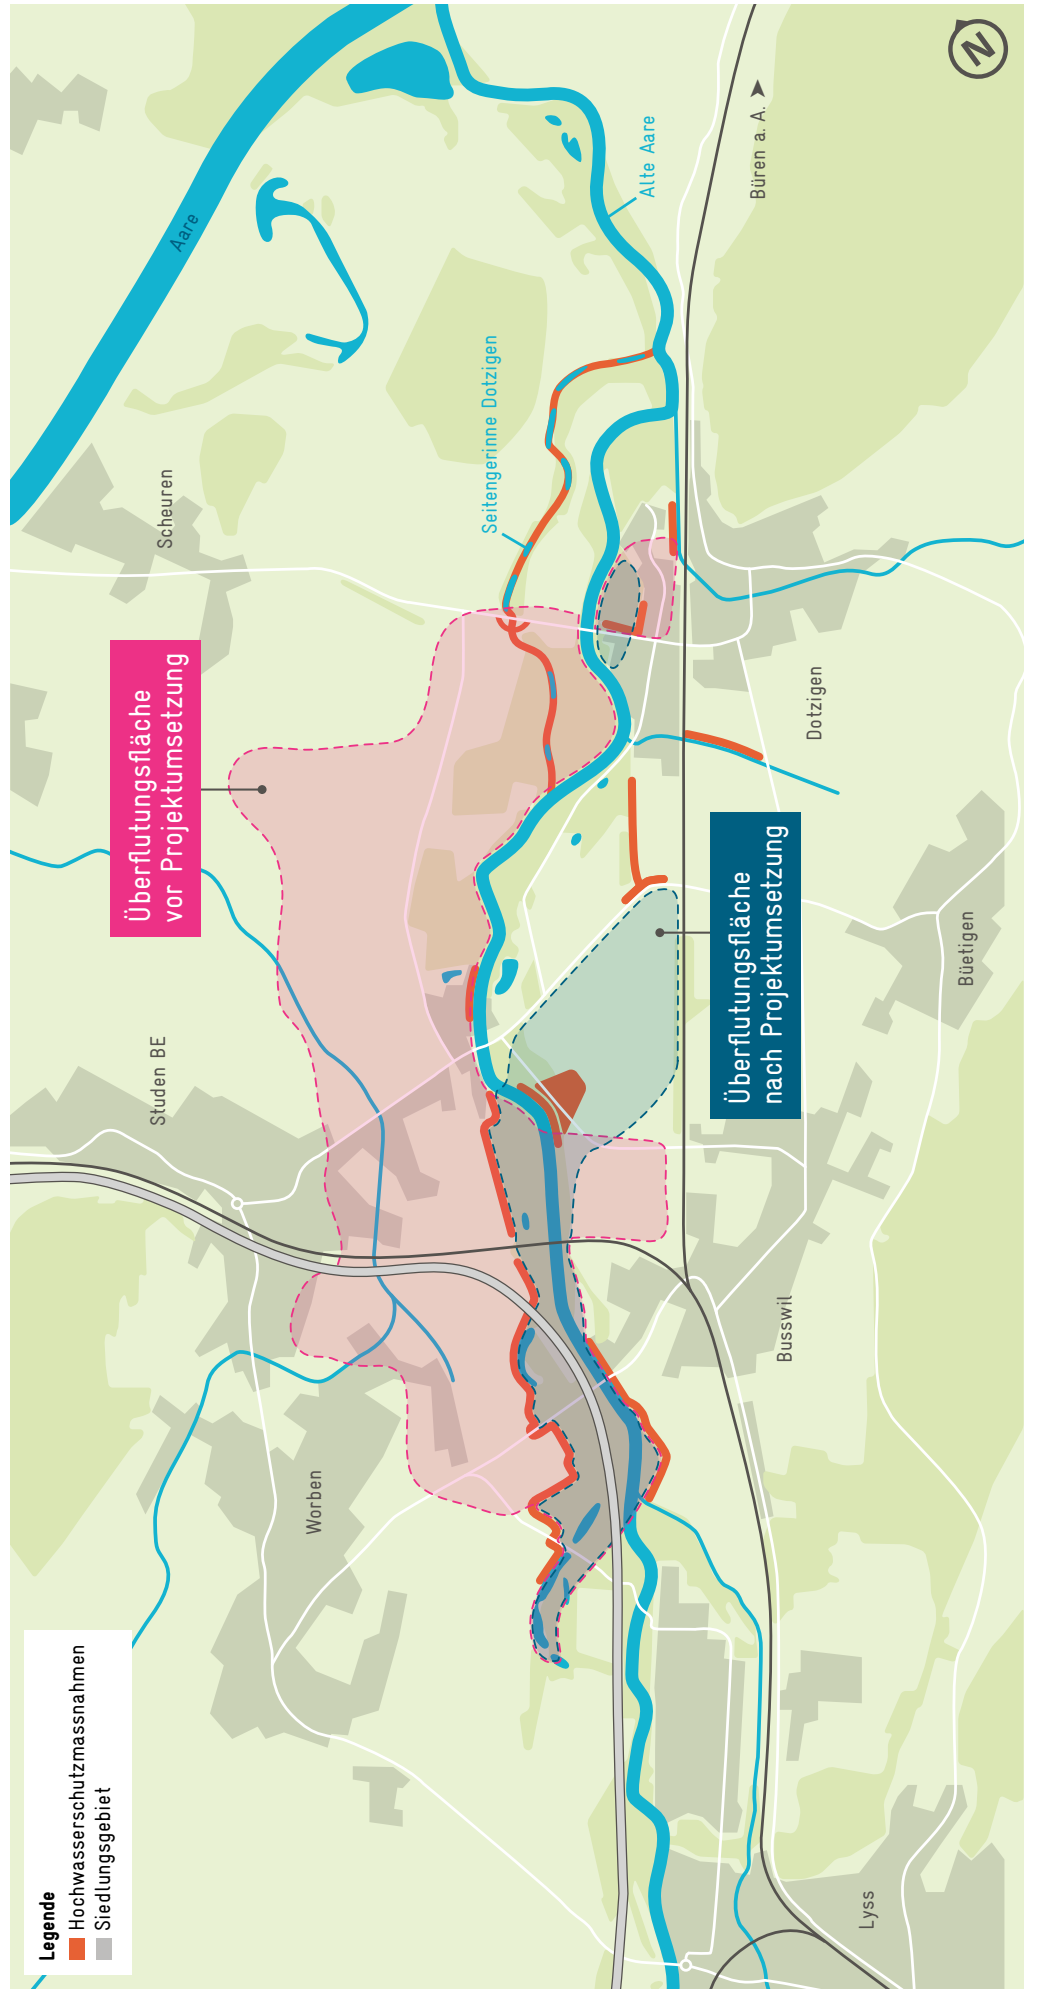 Legende
Hochwasserschutzmassnahmen
Siedlungsgebiet
Lyss
Worben
Busswil
Studen BE
Büetigen
Überflutungsfläche
vor Projektumsetzung
Überflutungsfläche
nach Projektumsetzung
Dotzigen
Scheuren
Seitengerinne Dotzigen
Aare
Alte Aare
Büren a. A.
N